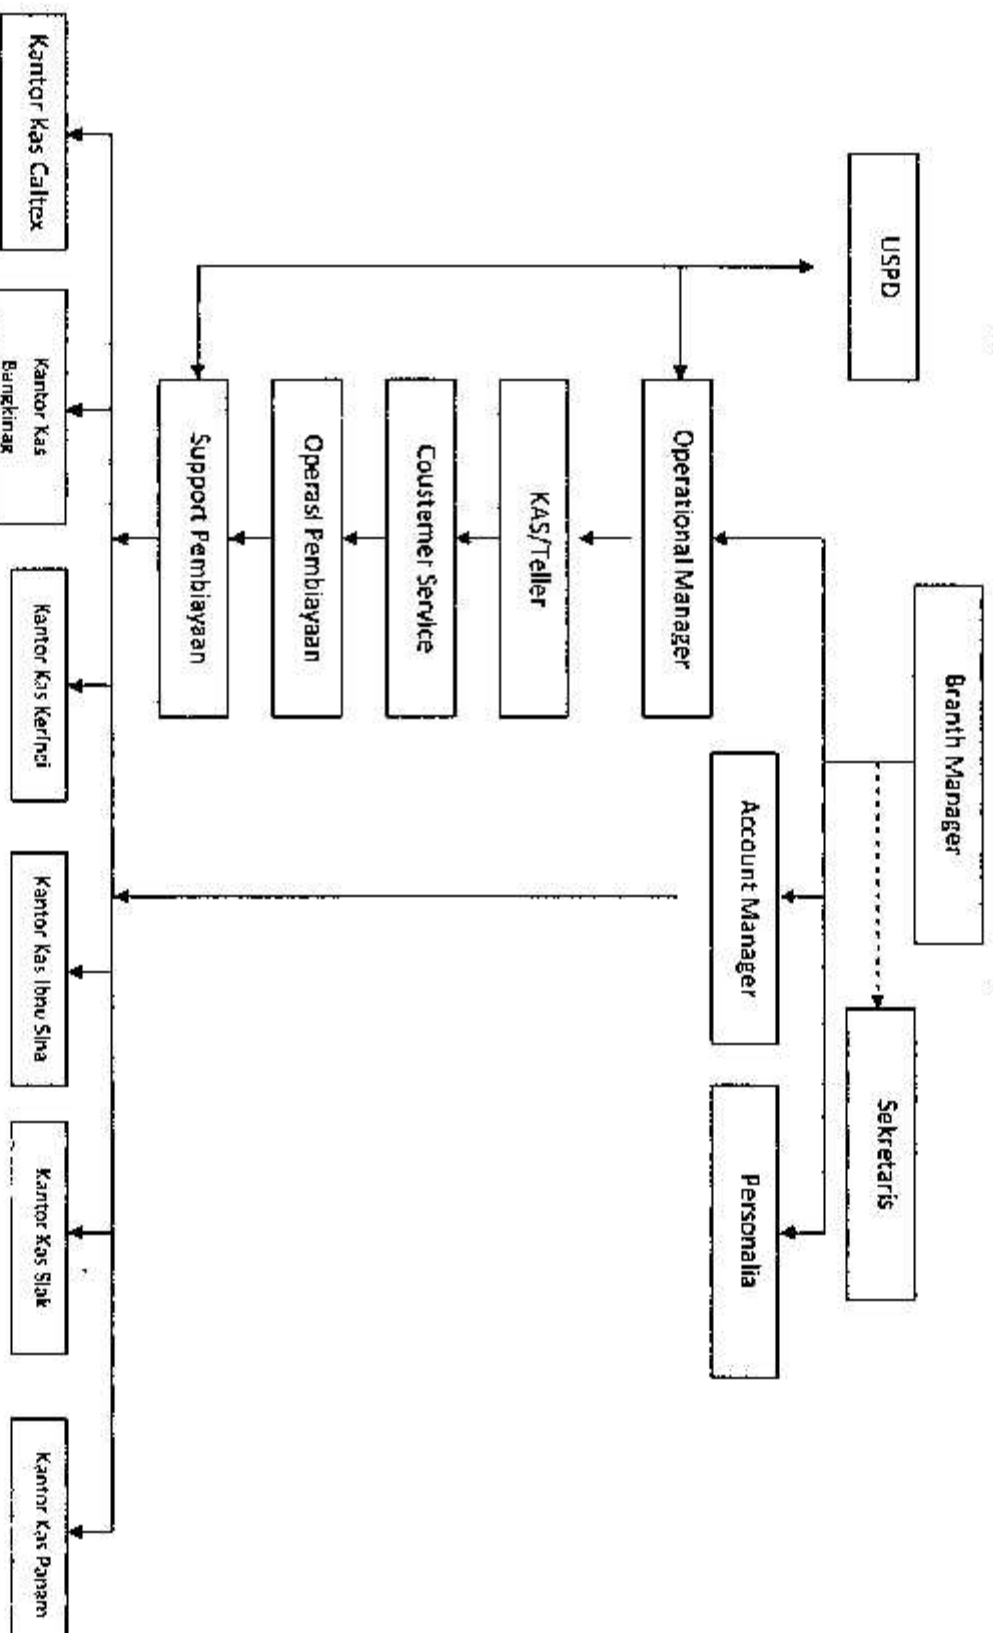 Branth Manager
USPD
Sekretaris
Operational Manager
Account Manager
Personalia
KAS/Teller
Coustemer Service
Operasi Pembiayaan
Support Pembiayaan
Kantor Kas Caltex
Kantor Kas
Bangkinag
Kantor Kas Kerinci
Kantor Kas Ibnu Sina
Kantor Kas Siak
Kantor Kas Panam